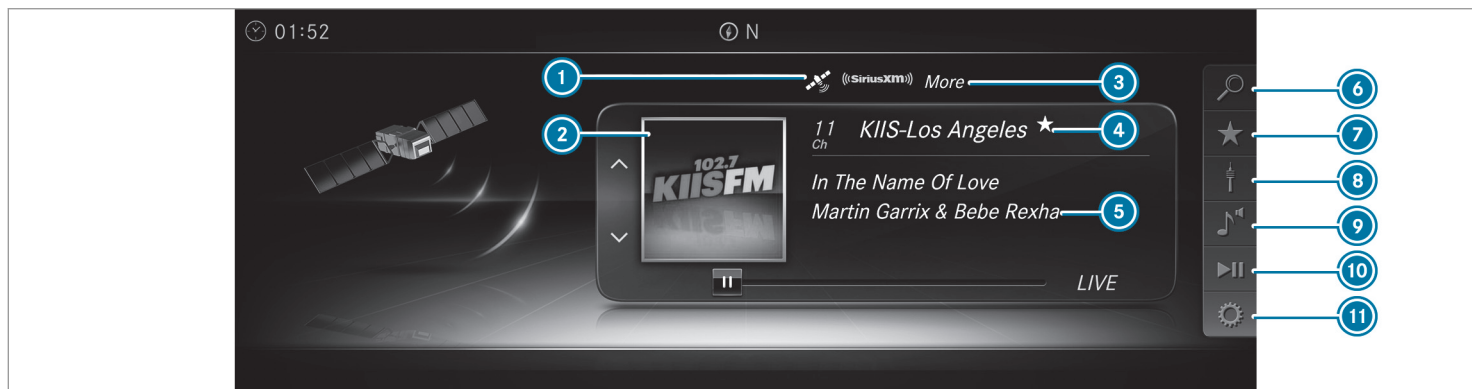 01:52
N
1
((SiriusXM)) More
3
6
2
102.7
KIISFM
11 KIIS-Los Angeles
Ch
4
7
In The Name Of Love
8
Martin Garrix & Bebe Rexha
5
9
10
LIVE
11